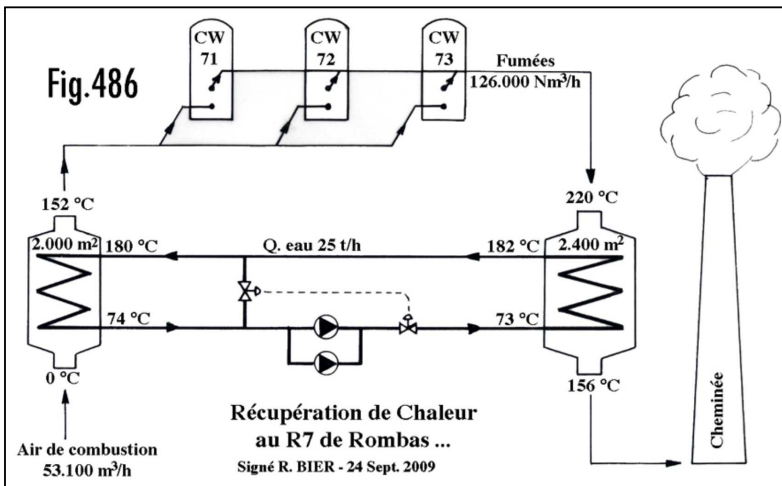 Fig.486
CW
71
CW
72
CW
73
Fumées
126.000 Nm³/h
152 °C
220 °C
2.000 m²
180 °C
Q. eau 25 t/h
182 °C
2.400 m²
74 °C
73 °C
0 °C
156 °C
Air de combustion
53.100 m³/h
Récupération de Chaleur
au R7 de Rombas ...
Signé R. BIER - 24 Sept. 2009
Cheminée